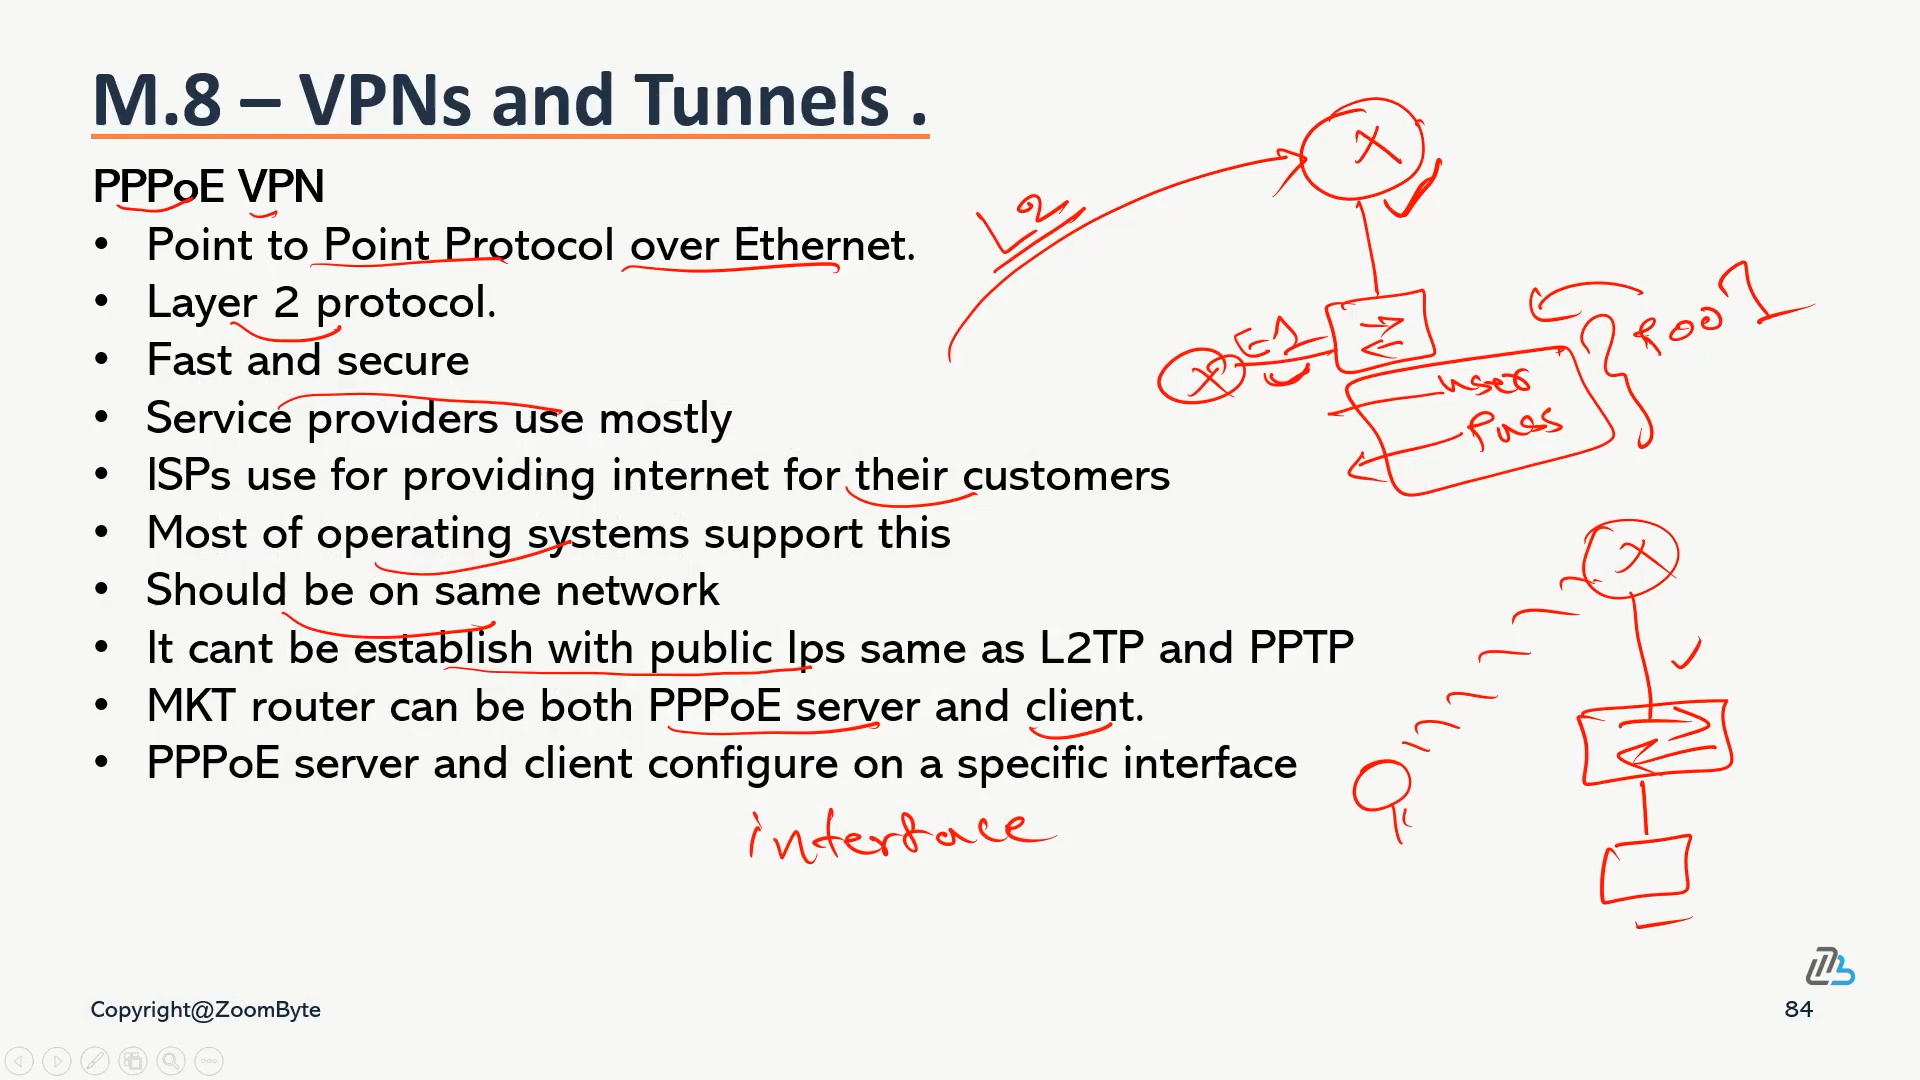 M.8 – VPNs and Tunnels .
PPPoE VPN
• Point to Point Protocol over Ethernet.
• Layer 2 protocol.
• Fast and secure
• Service providers use mostly
• ISPs use for providing internet for their customers
• Most of operating systems support this
• Should be on same network
• It cant be establish with public Ips same as L2TP and PPTP
• MKT router can be both PPPoE server and client.
• PPPoE server and client configure on a specific interface
interface
L2
X
X
E1
user
Pass
Pool
X
Copyright@ZoomByte
84